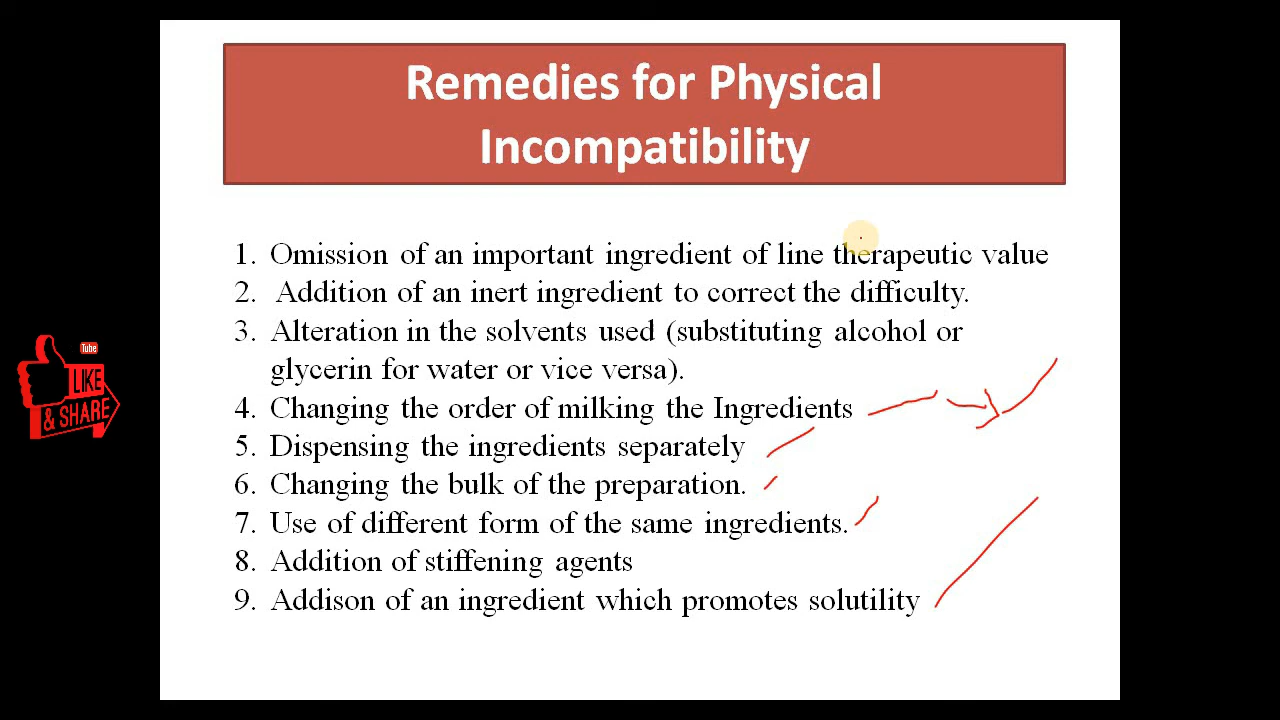 Remedies for Physical
Incompatibility
1. Omission of an important ingredient of line therapeutic value
2. Addition of an inert ingredient to correct the difficulty.
3. Alteration in the solvents used (substituting alcohol or
glycerin for water or vice versa).
4. Changing the order of milking the Ingredients
5. Dispensing the ingredients separately
6. Changing the bulk of the preparation.
7. Use of different form of the same ingredients.
8. Addition of stiffening agents
9. Addison of an ingredient which promotes solutility
Tube
LIKE
& SHARE